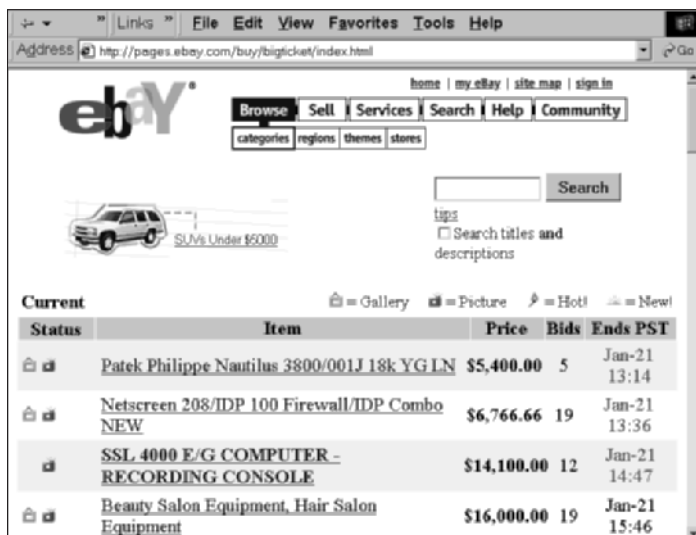 » Links » File Edit View Favorites Tools Help
Address http://pages.ebay.com/buy/bigticket/index.html Go
home | my eBay | site map | sign in
ebaY®
Browse Sell Services Search Help Community
categories regions themes stores
Search
SUVs Under $5000
tips
Search titles and
descriptions
Current
= Gallery = Picture = Hot! = New!
Status Item Price Bids Ends PST
Patek Philippe Nautilus 3800/001J 18k YG LN $5,400.00 5 Jan-21
13:14
Netscreen 208/IDP 100 Firewall/IDP Combo
NEW $6,766.66 19 Jan-21
13:36
SSL 4000 E/G COMPUTER -
RECORDING CONSOLE $14,100.00 12 Jan-21
14:47
Beauty Salon Equipment, Hair Salon
Equipment $16,000.00 19 Jan-21
15:46